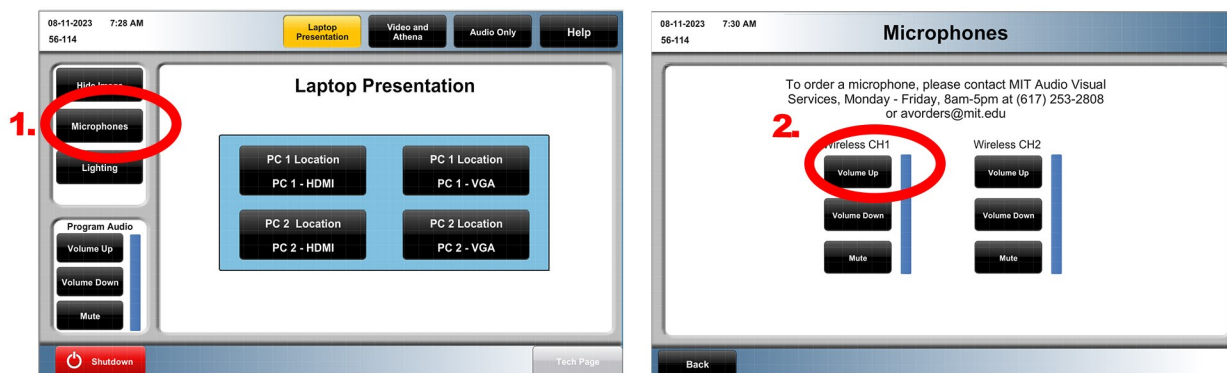 08-11-2023 7:28 AM
56-114
Laptop
Presentation
Video and
Athena
Audio Only
Help
1.
Hide Image
Microphones
Lighting
Program Audio
Volume Up
Volume Down
Mute
Laptop Presentation
PC 1 Location
PC 1 - HDMI
PC 1 Location
PC 1 - VGA
PC 2 Location
PC 2 - HDMI
PC 2 Location
PC 2 - VGA
Shutdown
Tech Page
08-11-2023 7:30 AM
56-114
Microphones
To order a microphone, please contact MIT Audio Visual
Services, Monday - Friday, 8am-5pm at (617) 253-2808
or avorders@mit.edu
2.
Wireless CH1
Volume Up
Volume Down
Mute
Wireless CH2
Volume Up
Volume Down
Mute
Back